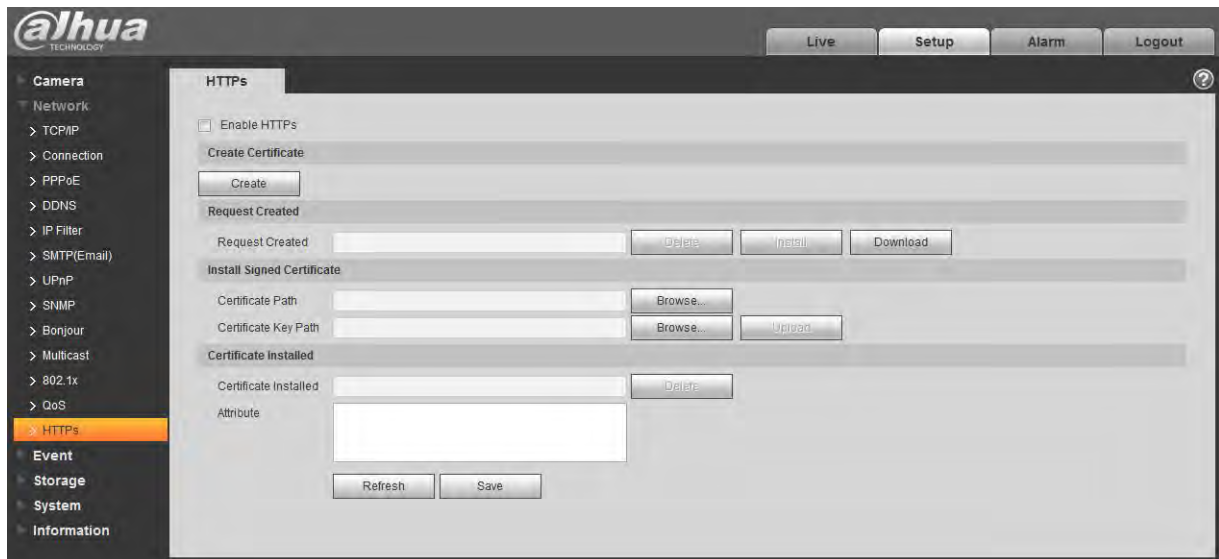 alhua
TECHNOLOGY
Live Setup Alarm Logout
Camera
Network
TCP/IP
Connection
PPPoE
DDNS
IP Filter
SMTP(Email)
UPnP
SNMP
Bonjour
Multicast
802.1x
QoS
HTTPs
Event
Storage
System
Information
HTTPs
?
Enable HTTPs
Create Certificate
Create
Request Created
Request Created Delete Install Download
Install Signed Certificate
Certificate Path Browse...
Certificate Key Path Browse... Upload
Certificate Installed
Certificate Installed Delete
Attribute
Refresh Save